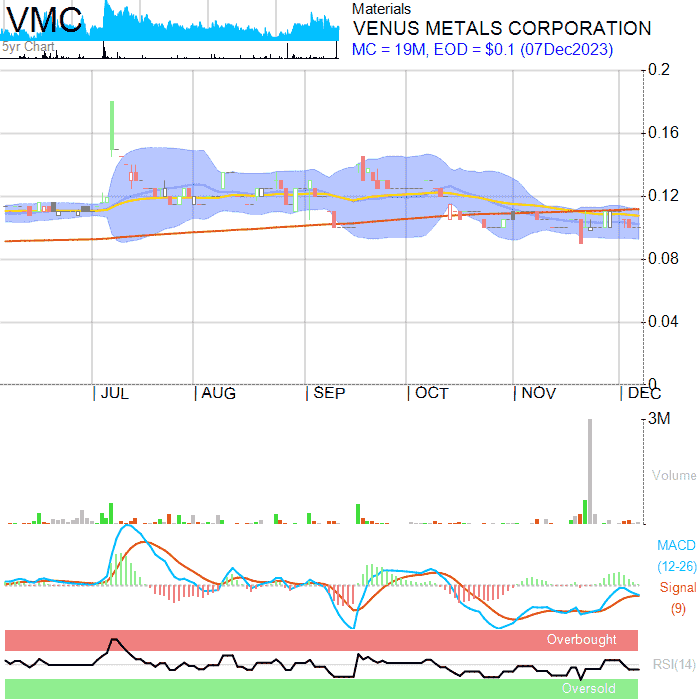 VMC
5yr Chart
Materials
VENUS METALS CORPORATION
MC = 19M, EOD = $0.1 (07Dec2023)
0.2
0.16
0.12
0.08
0.04
0
JUL
AUG
SEP
OCT
NOV
DEC
3M
Volume
MACD
(12-26)
Signal
(9)
Overbought
RSI(14)
Oversold